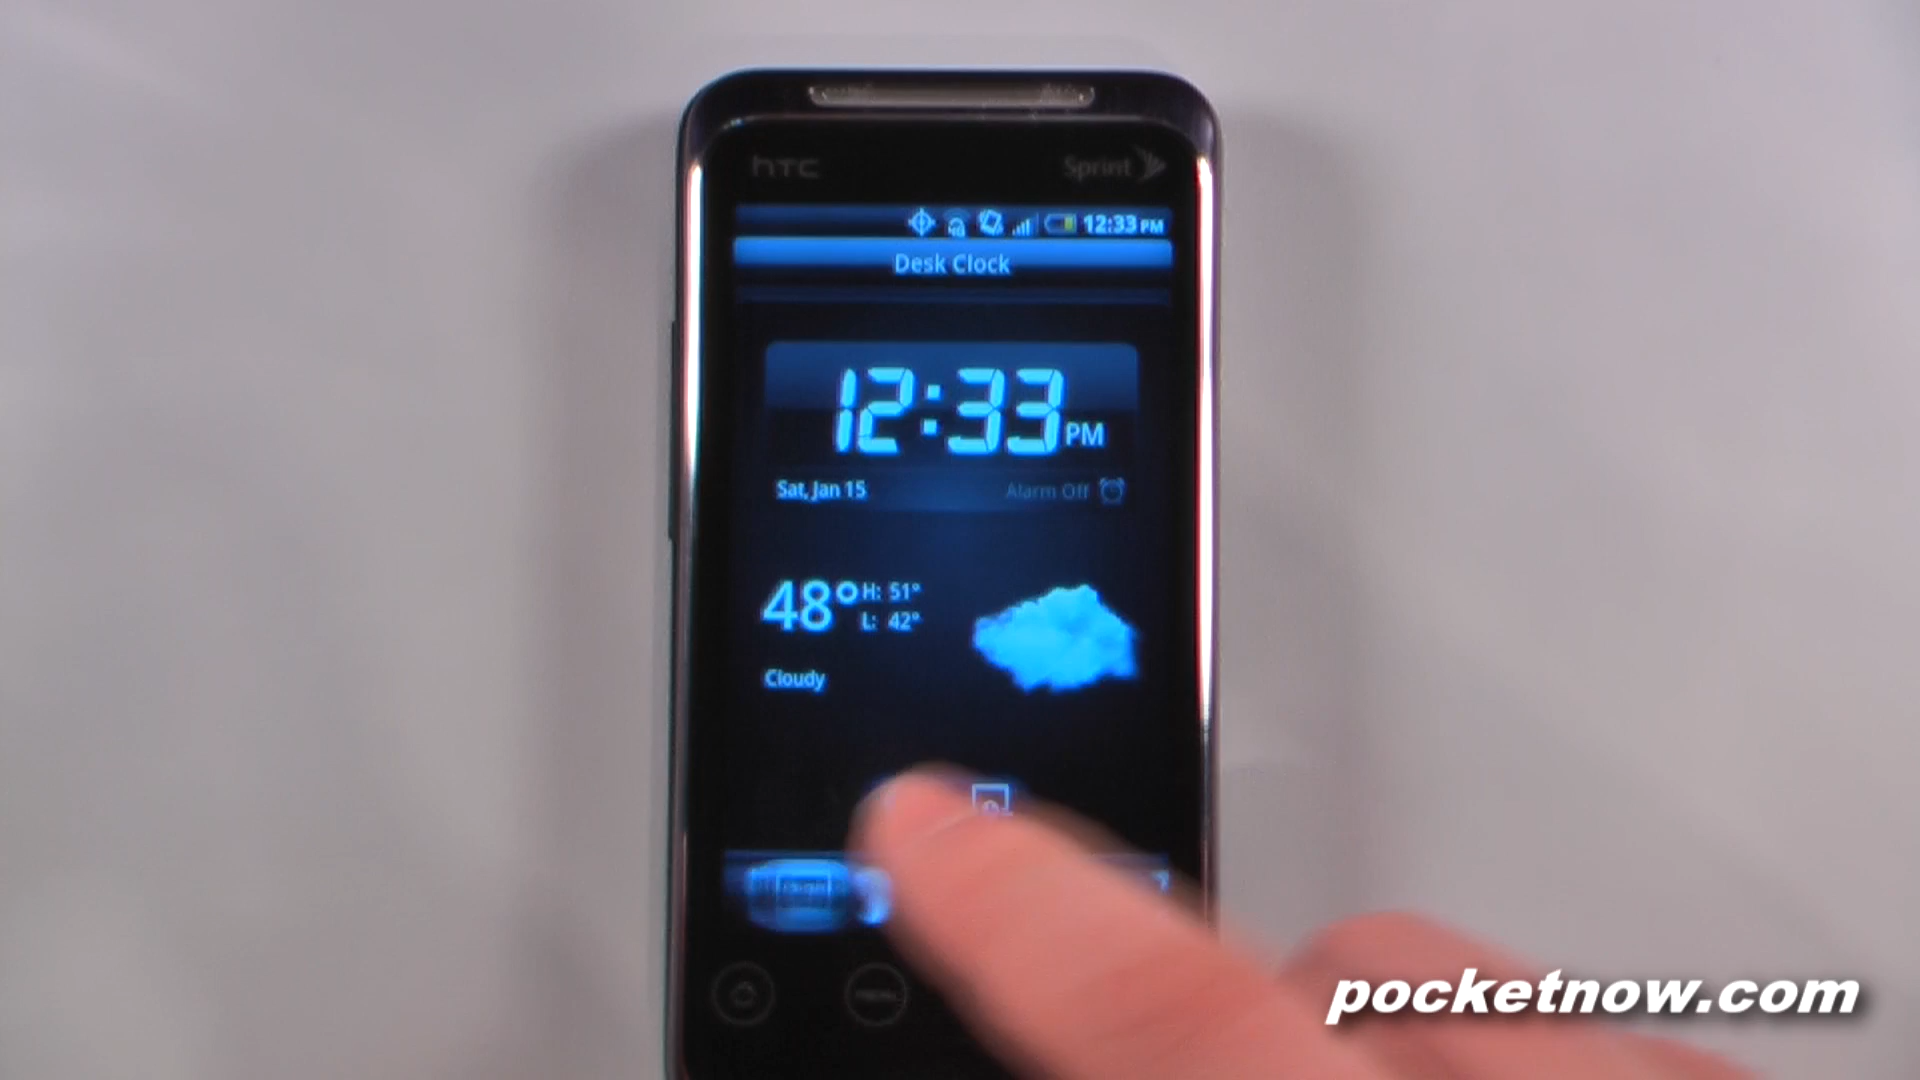 hTC
Sprint
4G
12:33 PM
Desk Clock
12:33 PM
Sat, Jan 15
Alarm Off
48° H: 51°
L: 42°
Cloudy
pocketnow.com